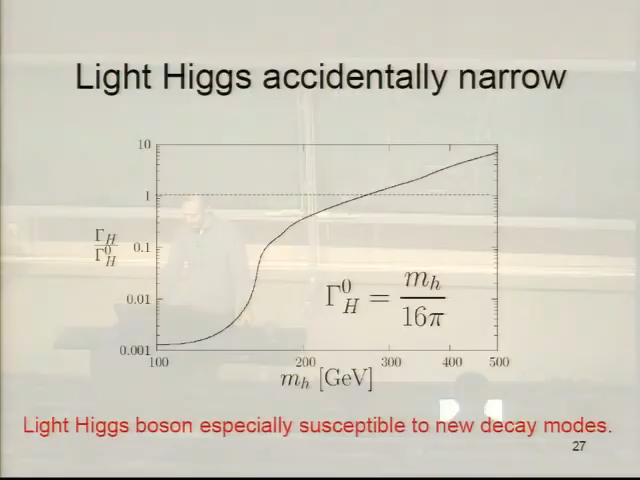 Light Higgs accidentally narrow
10
1
0.1
0.01
0.001
Γ_H / Γ_H^0
Γ_H^0 = m_h / 16π
100 200 300 400 500
m_h [GeV]
Light Higgs boson especially susceptible to new decay modes.
27